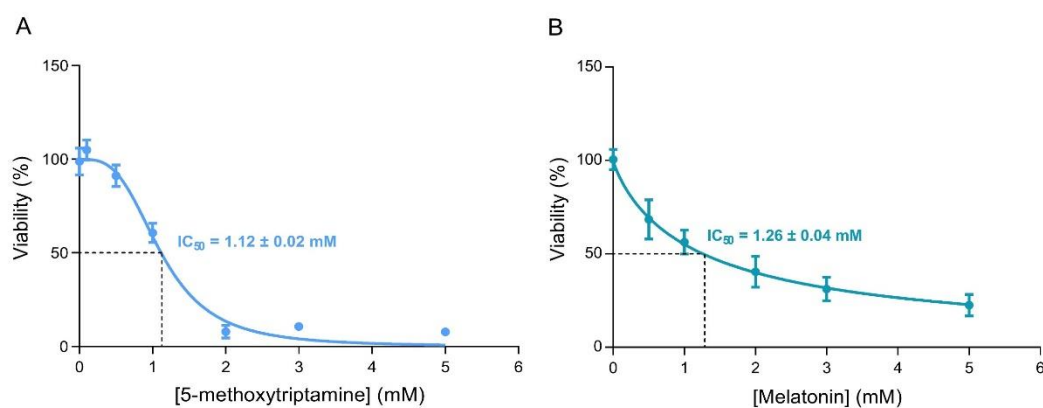 A
150
100
50
0
Viability (%)
IC50 = 1.12 ± 0.02 mM
0 1 2 3 4 5 6
[5-methoxytriptamine] (mM)
B
150
100
50
0
Viability (%)
IC50 = 1.26 ± 0.04 mM
0 1 2 3 4 5 6
[Melatonin] (mM)